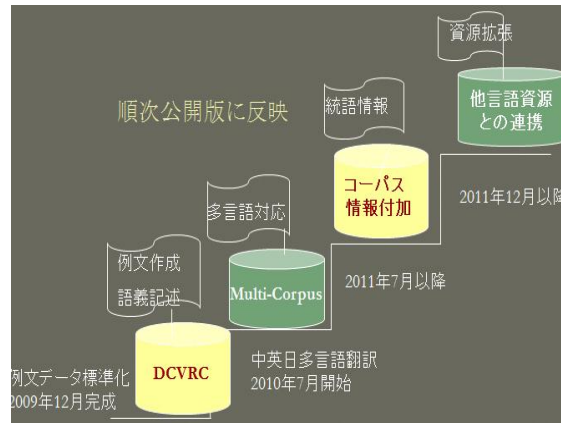 資源拡張
他言語資源
との連携
順次公開版に反映
統語情報
コーパス
情報付加
2011年12月以降
多言語対応
Multi-Corpus
2011年7月以降
例文作成
語義記述
DCVRC
中英日多言語翻訳
2010年7月開始
例文データ標準化
2009年12月完成